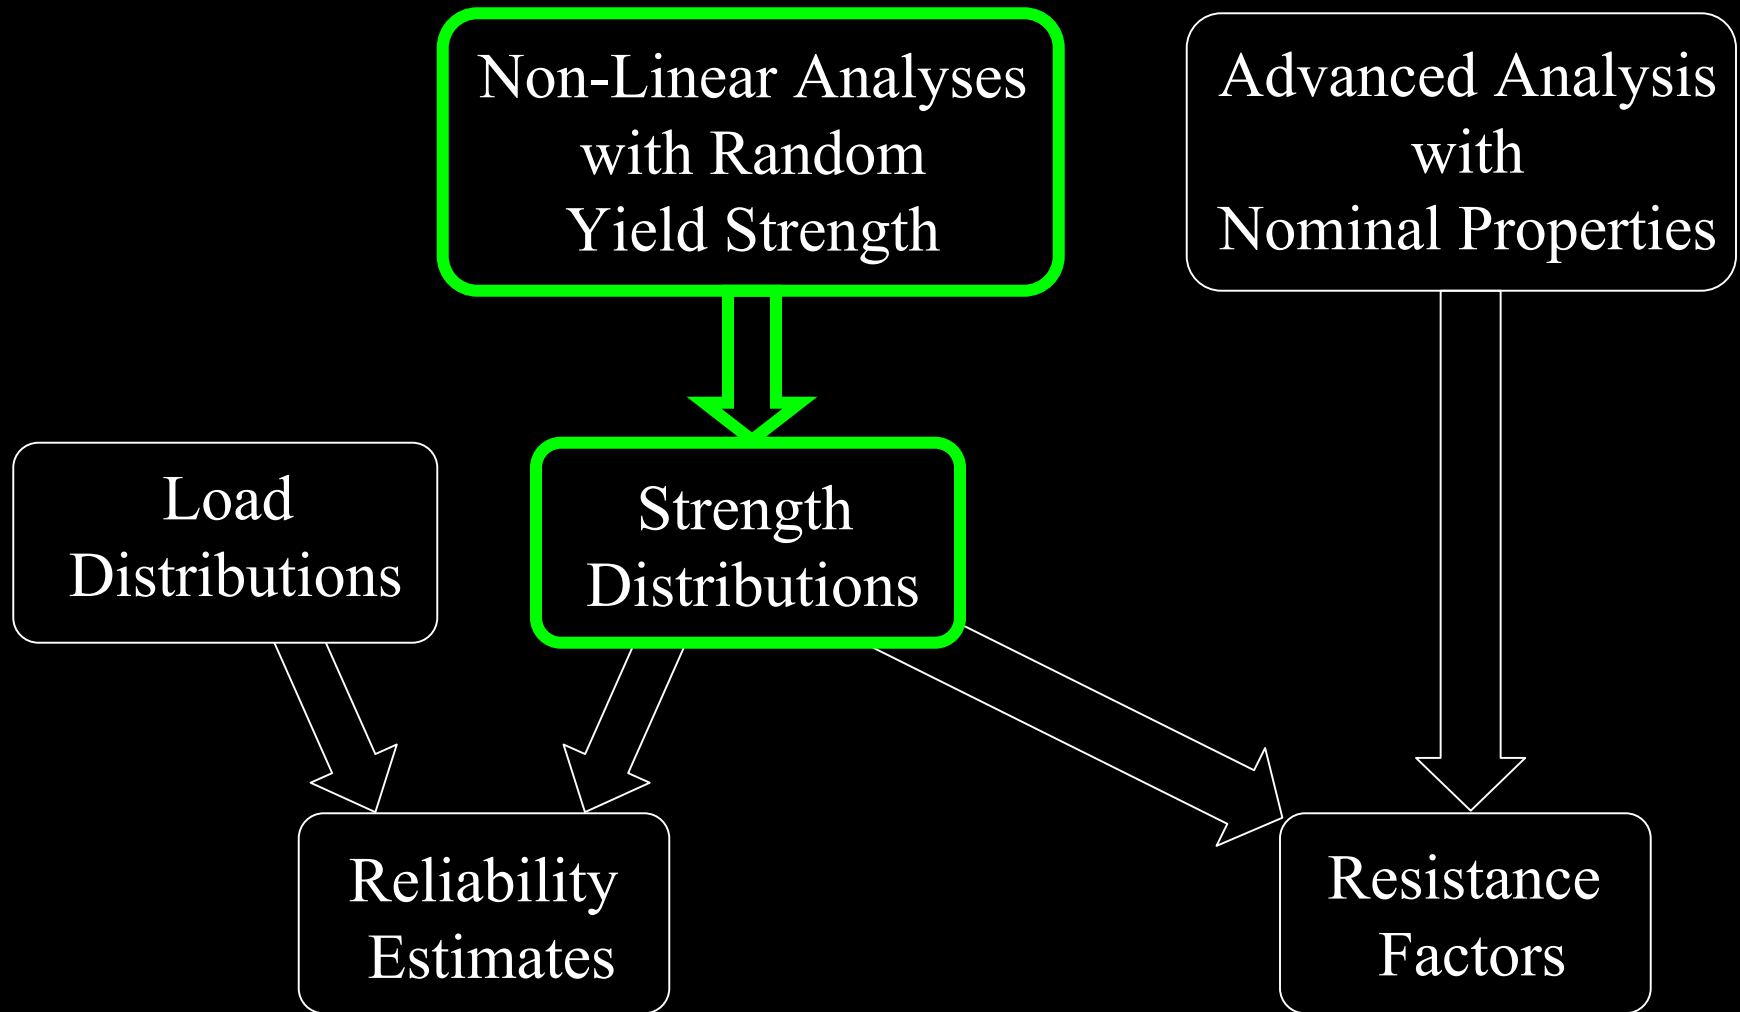 Non-Linear Analyses
with Random
Yield Strength
Advanced Analysis
with
Nominal Properties
Load
Distributions
Strength
Distributions
Reliability
Estimates
Resistance
Factors